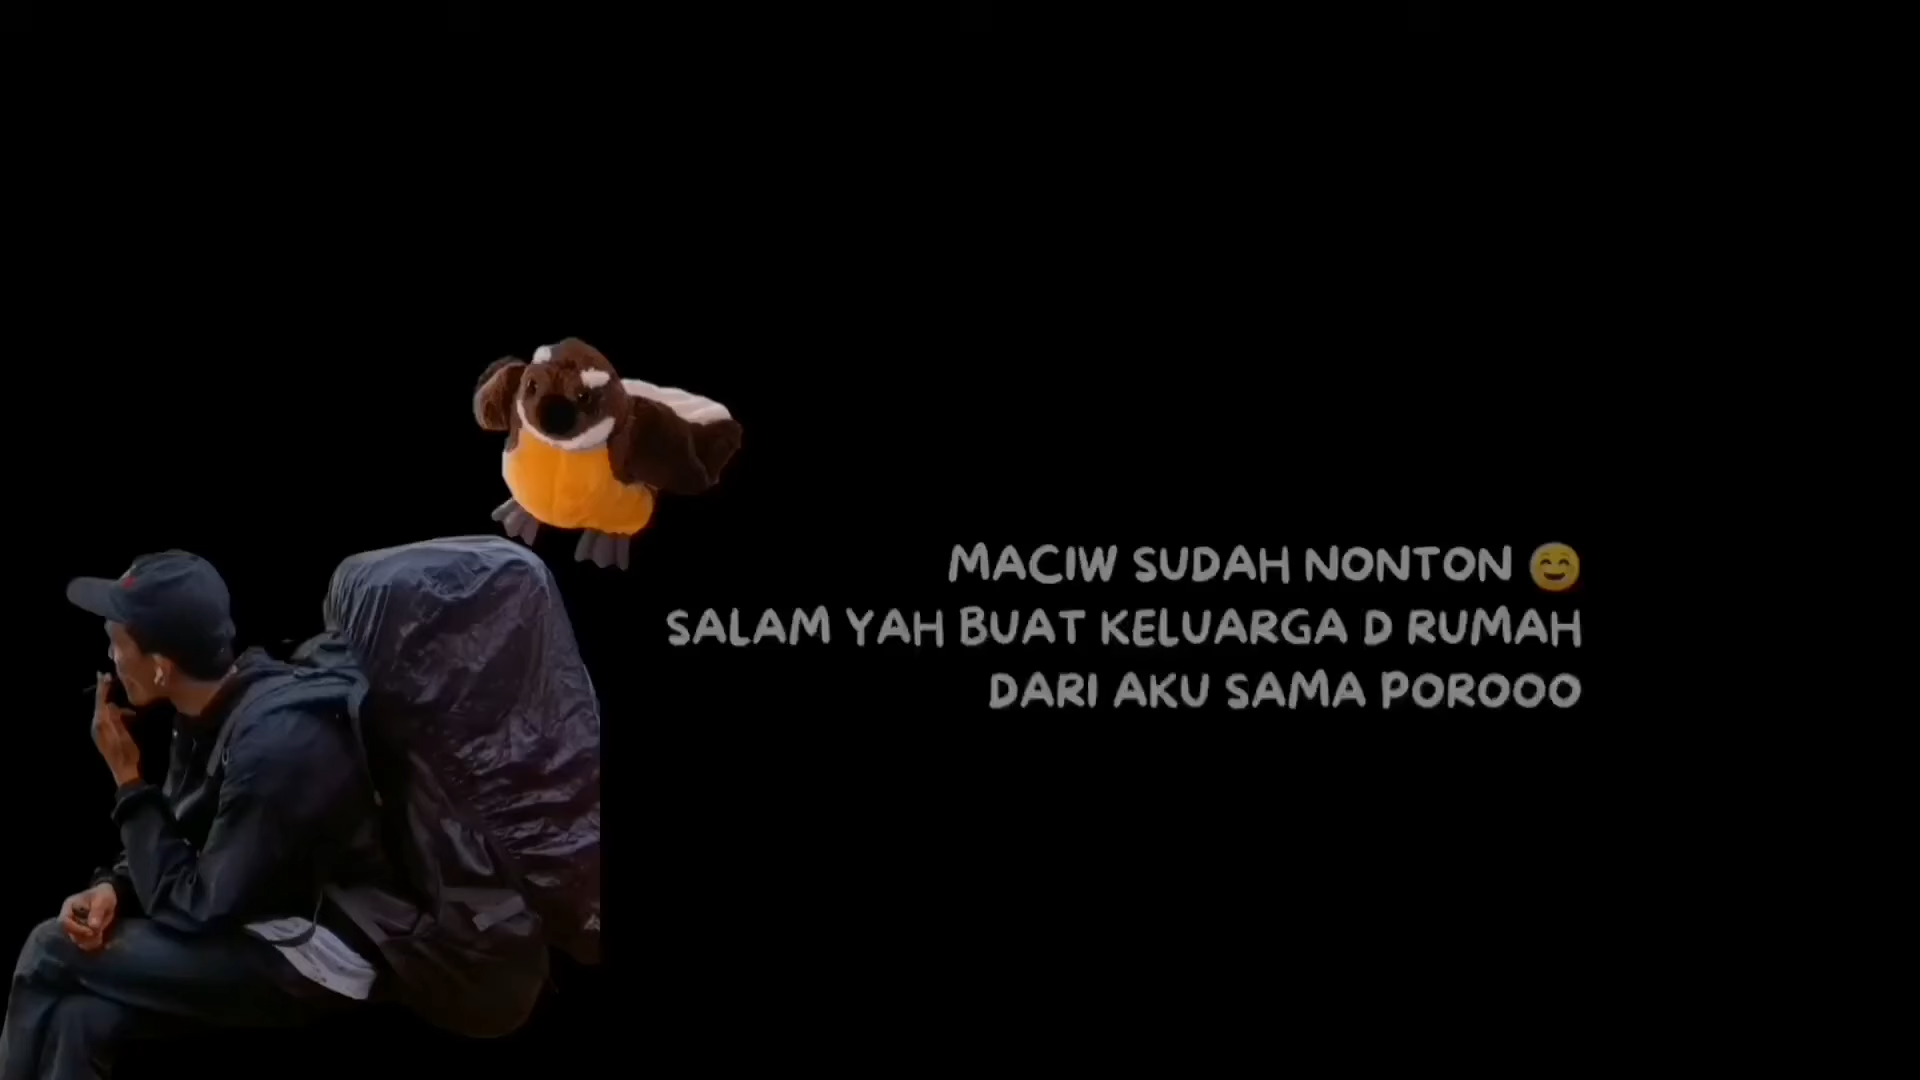 MACIW SUDAH NONTON 😊
SALAM YAH BUAT KELUARGA D RUMAH
DARI AKU SAMA POROOO